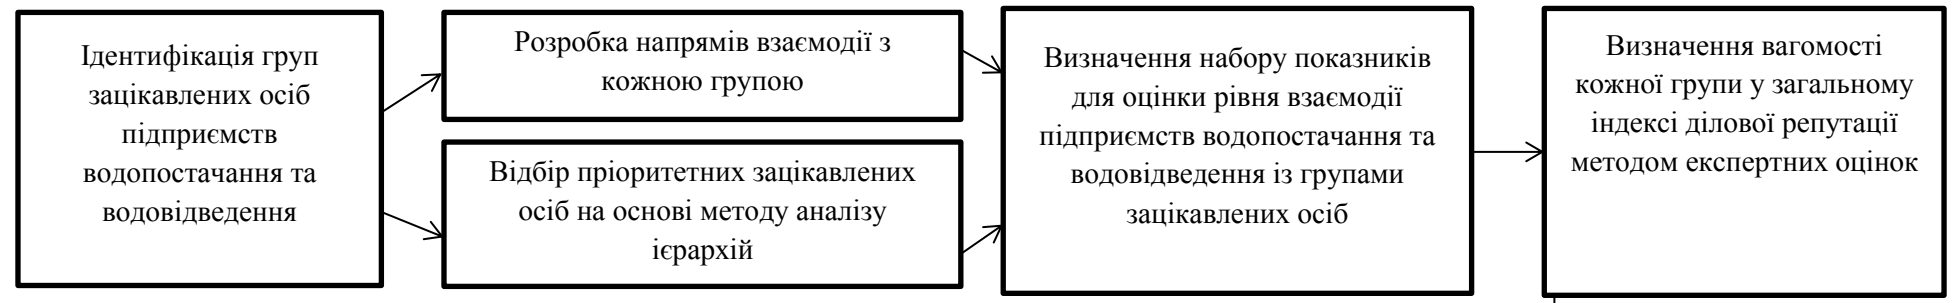 Ідентифікація груп
зацікавлених осіб
підприємств
водопостачання та
водовідведення
Розробка напрямів взаємодії з
кожною групою
Відбір пріоритетних зацікавлених
осіб на основі методу аналізу
ієрархій
Визначення набору показників
для оцінки рівня взаємодії
підприємств водопостачання та
водовідведення із групами
зацікавлених осіб
Визначення вагомості
кожної групи у загальному
індексі ділової репутації
методом експертних оцінок